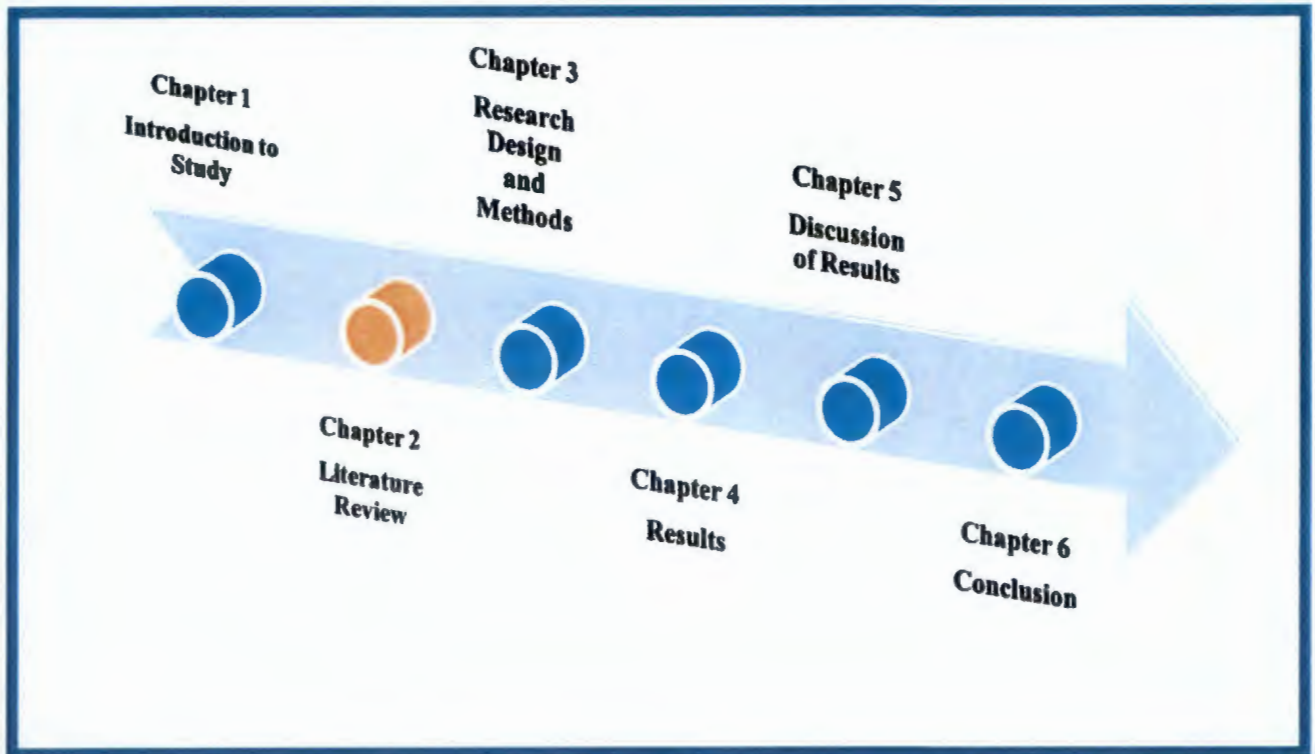 Chapter 1
Introduction to
Study
Chapter 2
Literature
Review
Chapter 3
Research
Design
and
Methods
Chapter 4
Results
Chapter 5
Discussion
of Results
Chapter 6
Conclusion